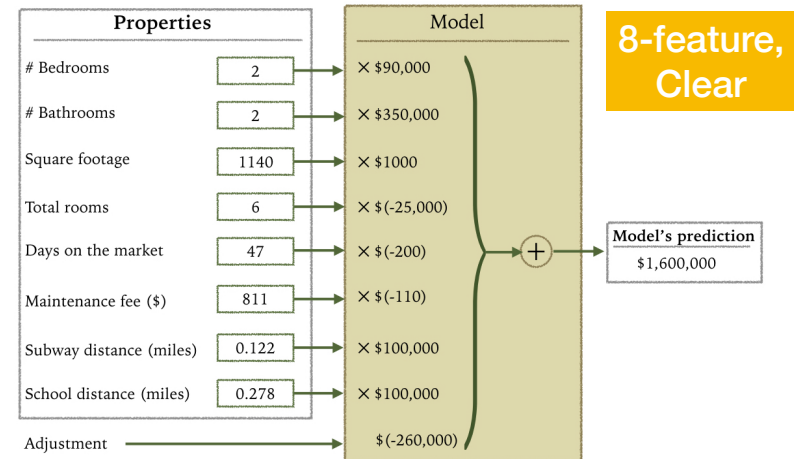 Properties
Model
8-feature,
Clear
# Bedrooms 2 × $90,000
# Bathrooms 2 × $350,000
Square footage 1140 × $1000
Total rooms 6 × $(-25,000)
Days on the market 47 × $(-200)
+
Model's prediction
$1,600,000
Maintenance fee ($) 811 × $(-110)
Subway distance (miles) 0.122 × $100,000
School distance (miles) 0.278 × $100,000
Adjustment $(-260,000)